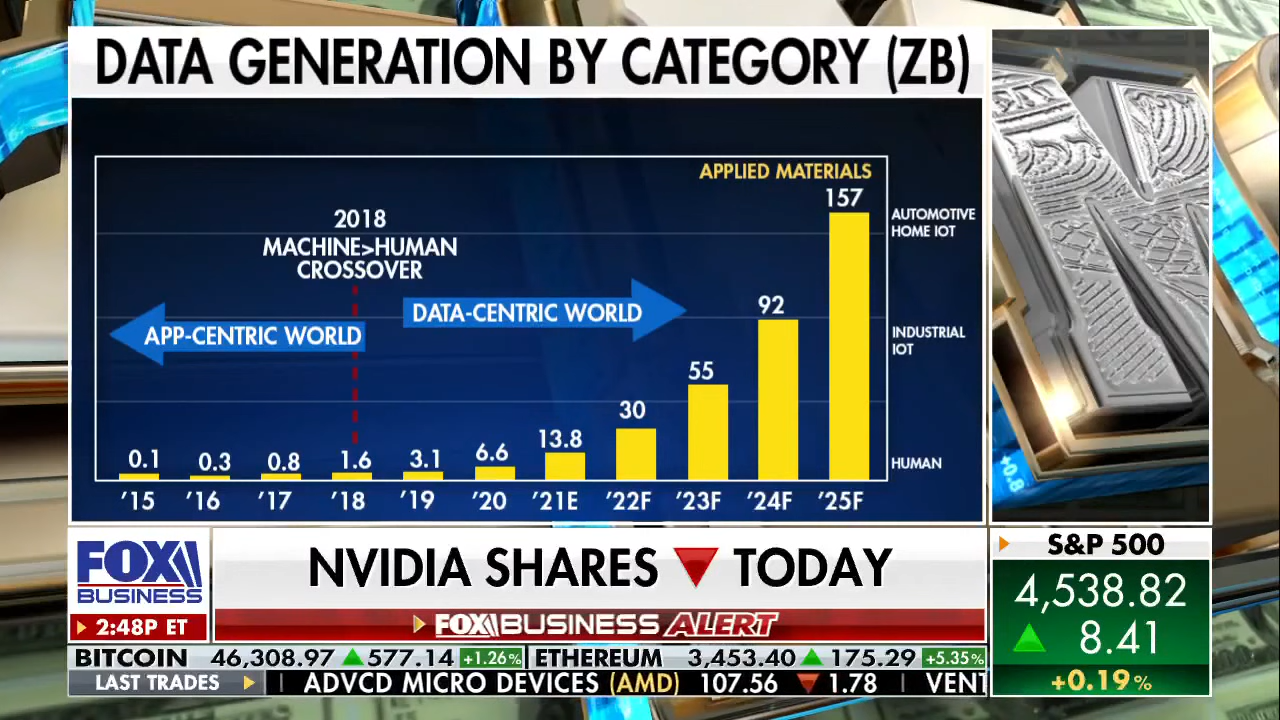 DATA GENERATION BY CATEGORY (ZB)
APPLIED MATERIALS
157
AUTOMOTIVE
HOME IOT
2018
MACHINE>HUMAN
CROSSOVER
DATA-CENTRIC WORLD
APP-CENTRIC WORLD
92
INDUSTRIAL
IOT
55
30
13.8
0.1 0.3 0.8 1.6 3.1 6.6
HUMAN
'15 '16 '17 '18 '19 '20 '21E '22F '23F '24F '25F
FOX
BUSINESS
2:48P ET
NVIDIA SHARES ▼ TODAY
FOX BUSINESS ALERT
S&P 500
4,538.82
▲ 8.41
+0.19%
BITCOIN 46,308.97 ▲ 577.14 +1.26% ETHEREUM 3,453.40 ▲ 175.29 +5.35%
LAST TRADES ADVCD MICRO DEVICES (AMD) 107.56 ▼ 1.78 VENT
+0.8